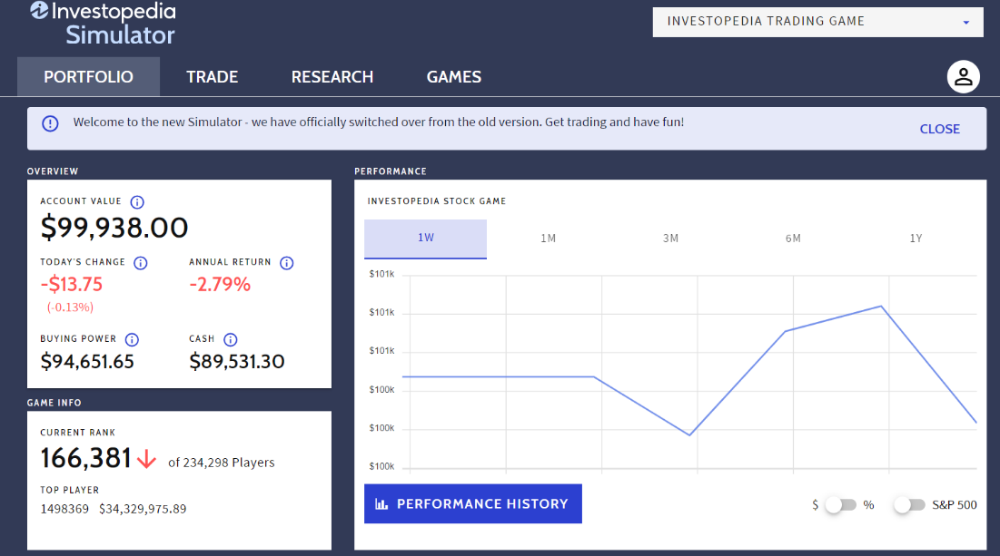 Investopedia
Simulator
INVESTOPEDIA TRADING GAME
PORTFOLIO
TRADE
RESEARCH
GAMES
Welcome to the new Simulator - we have officially switched over from the old version. Get trading and have fun!
CLOSE
OVERVIEW
ACCOUNT VALUE
$99,938.00
TODAY'S CHANGE
ANNUAL RETURN
-$13.75
-2.79%
(-0.13%)
BUYING POWER
CASH
$94,651.65
$89,531.30
GAME INFO
CURRENT RANK
166,381 of 234,298 Players
TOP PLAYER
1498369 $34,329,975.89
PERFORMANCE
INVESTOPEDIA STOCK GAME
1W
1M
3M
6M
1Y
$101k
$101k
$101k
$100k
$100k
$100k
PERFORMANCE HISTORY
$ %
S&P 500